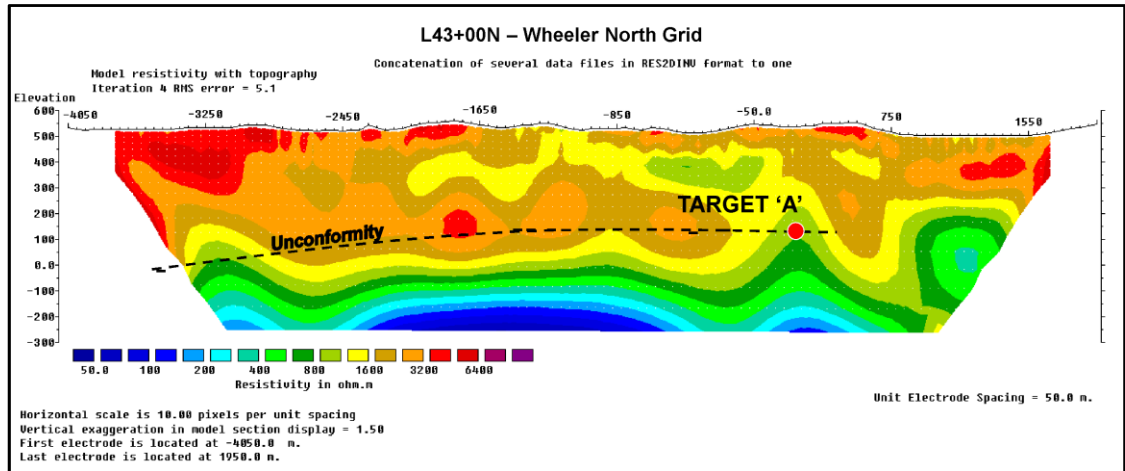 L43+00N – Wheeler North Grid
Concatenation of several data files in RES2DINV format to one
Model resistivity with topography
Iteration 4 RMS error = 5.1
Elevation
-4050 -3250 -2450 -1650 -850 -50.0 750 1550
600
500
400
300
200
100
0.0
-100
-200
-300
TARGET 'A'
Unconformity
50.0 100 200 400 800 1600 3200 6400
Resistivity in ohm.m
Unit Electrode Spacing = 50.0 m.
Horizontal scale is 10.00 pixels per unit spacing
Vertical exaggeration in model section display = 1.50
First electrode is located at -4050.0 m.
Last electrode is located at 1950.0 m.